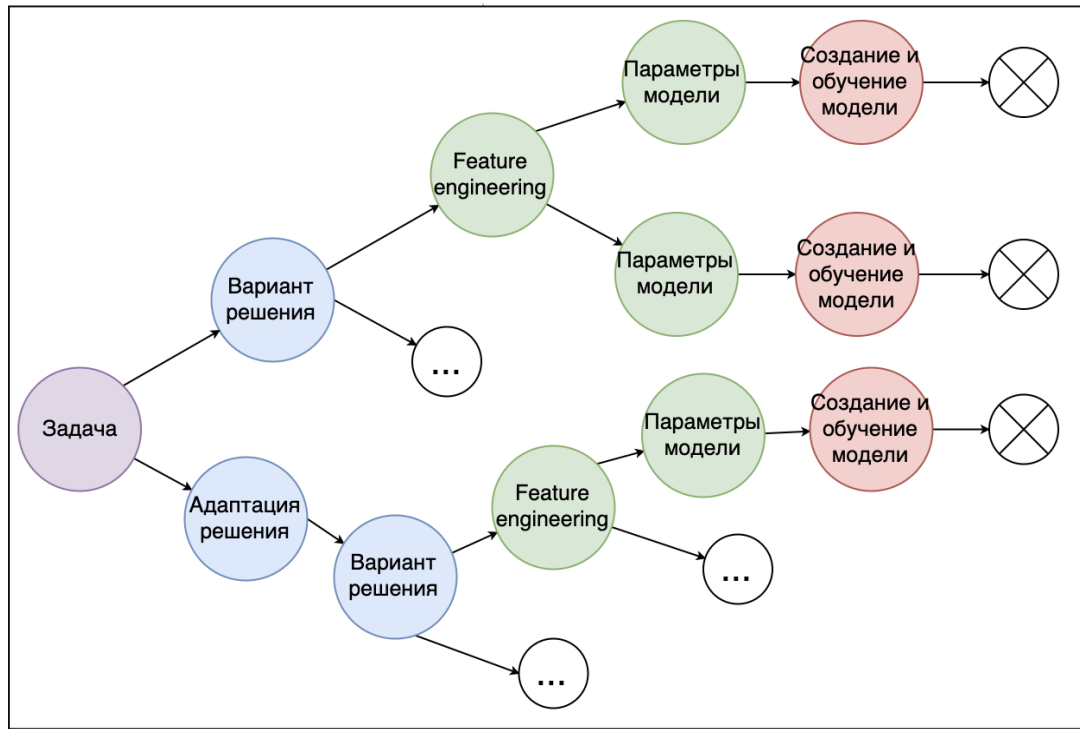 Параметры
модели
Создание и
обучение
модели
Feature
engineering
Параметры
модели
Создание и
обучение
модели
Вариант
решения
...
Задача
Параметры
модели
Создание и
обучение
модели
Адаптация
решения
Feature
engineering
Вариант
решения
...
...